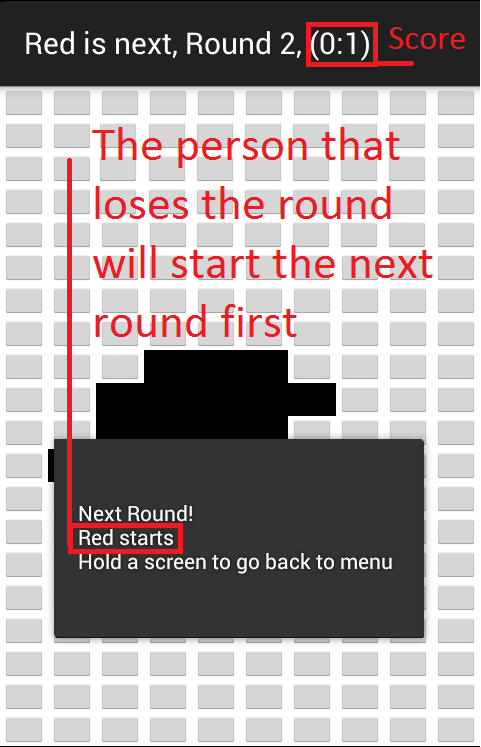 Red is next, Round 2, (0:1) Score
The person that
loses the round
will start the next
round first
Next Round!
Red starts
Hold a screen to go back to menu